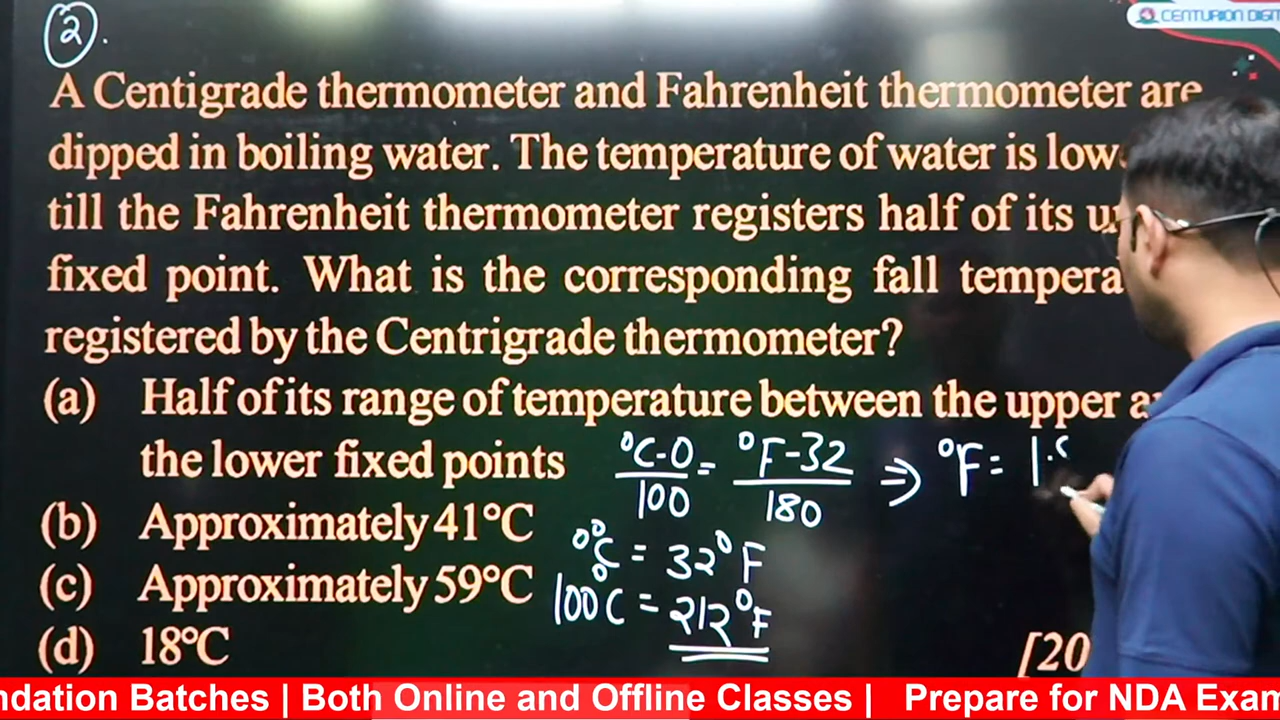 2.
CENTURION DIGIT
A Centigrade thermometer and Fahrenheit thermometer are
dipped in boiling water. The temperature of water is low
till the Fahrenheit thermometer registers half of its
fixed point. What is the corresponding fall tempera
registered by the Centrigrade thermometer?
(a) Half of its range of temperature between the upper
the lower fixed points
°C-0/100 = °F-32/180 ⇒ °F = 1.
(b) Approximately 41°C
0°C = 32°F
(c) Approximately 59°C
100°C = 212°F
(d) 18°C
[20
ndation Batches | Both Online and Offline Classes | Prepare for NDA Exam